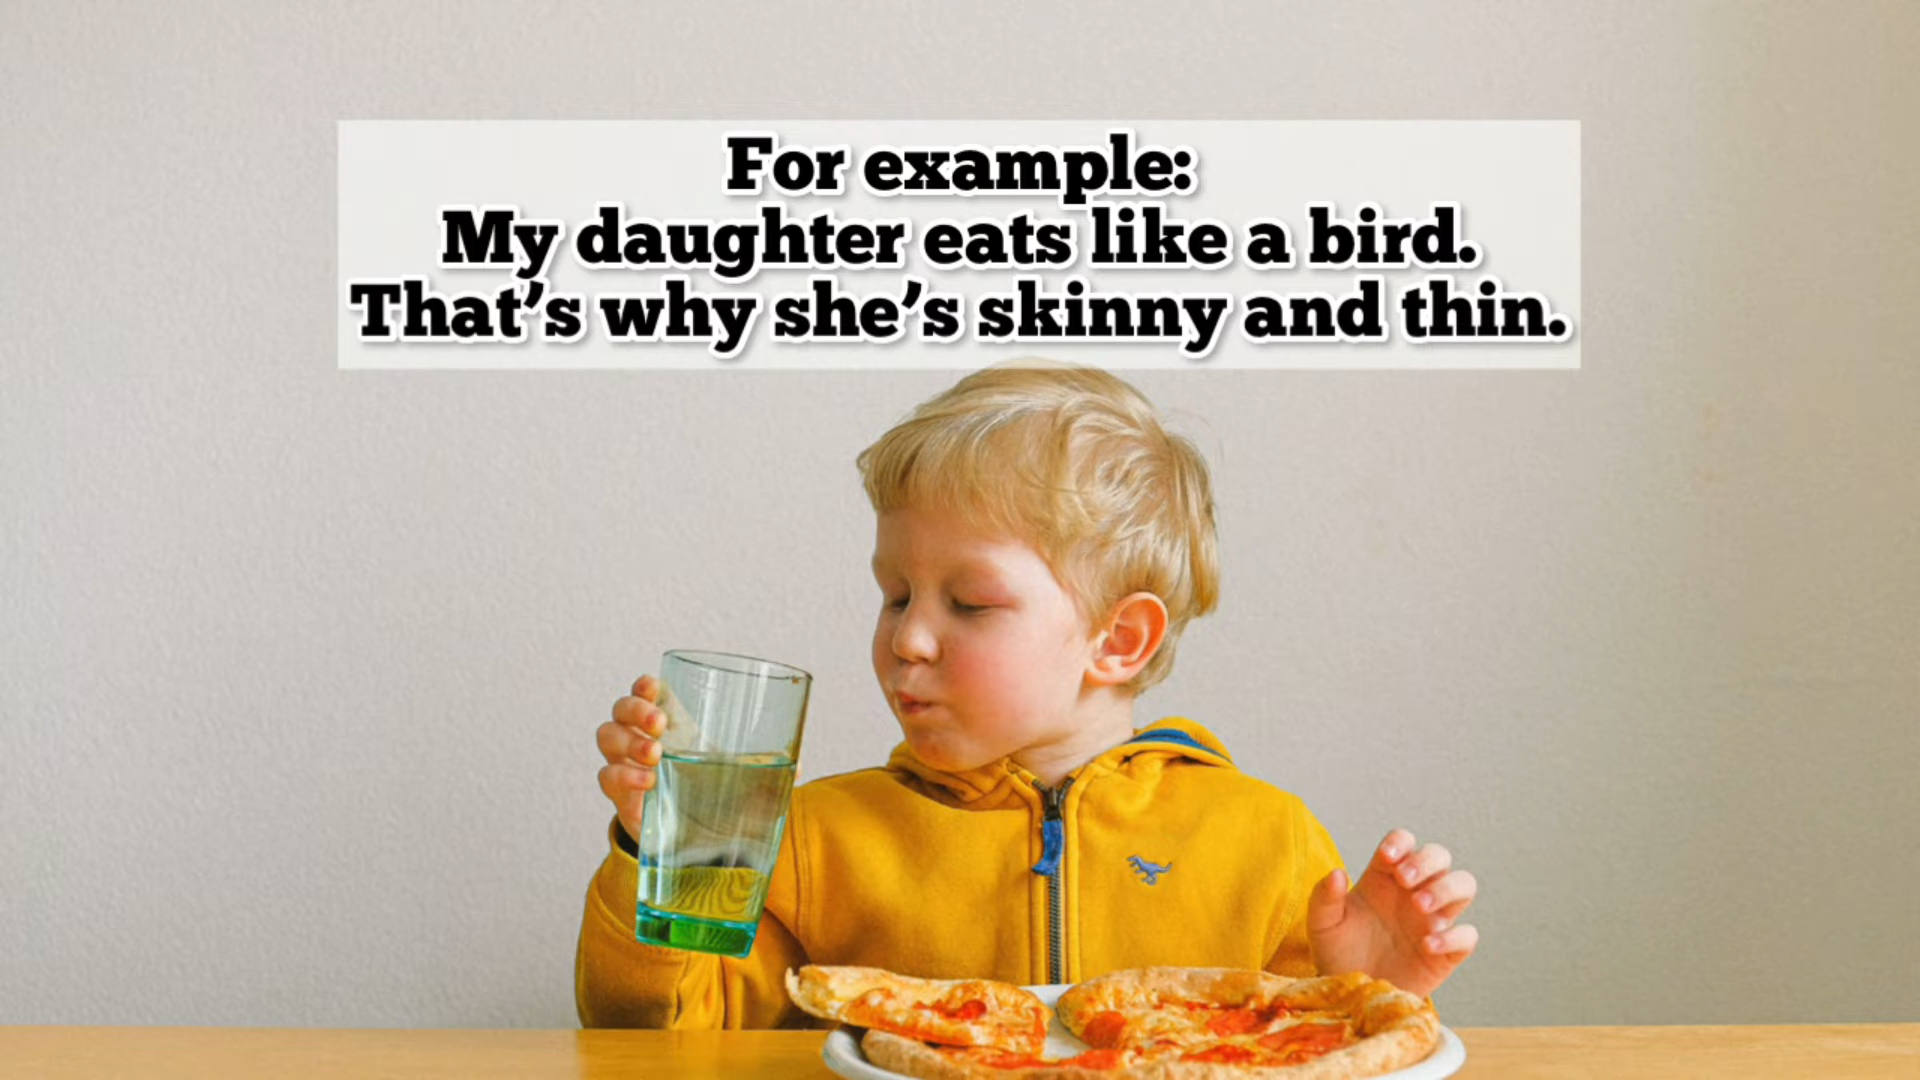 For example:
My daughter eats like a bird.
That’s why she’s skinny and thin.